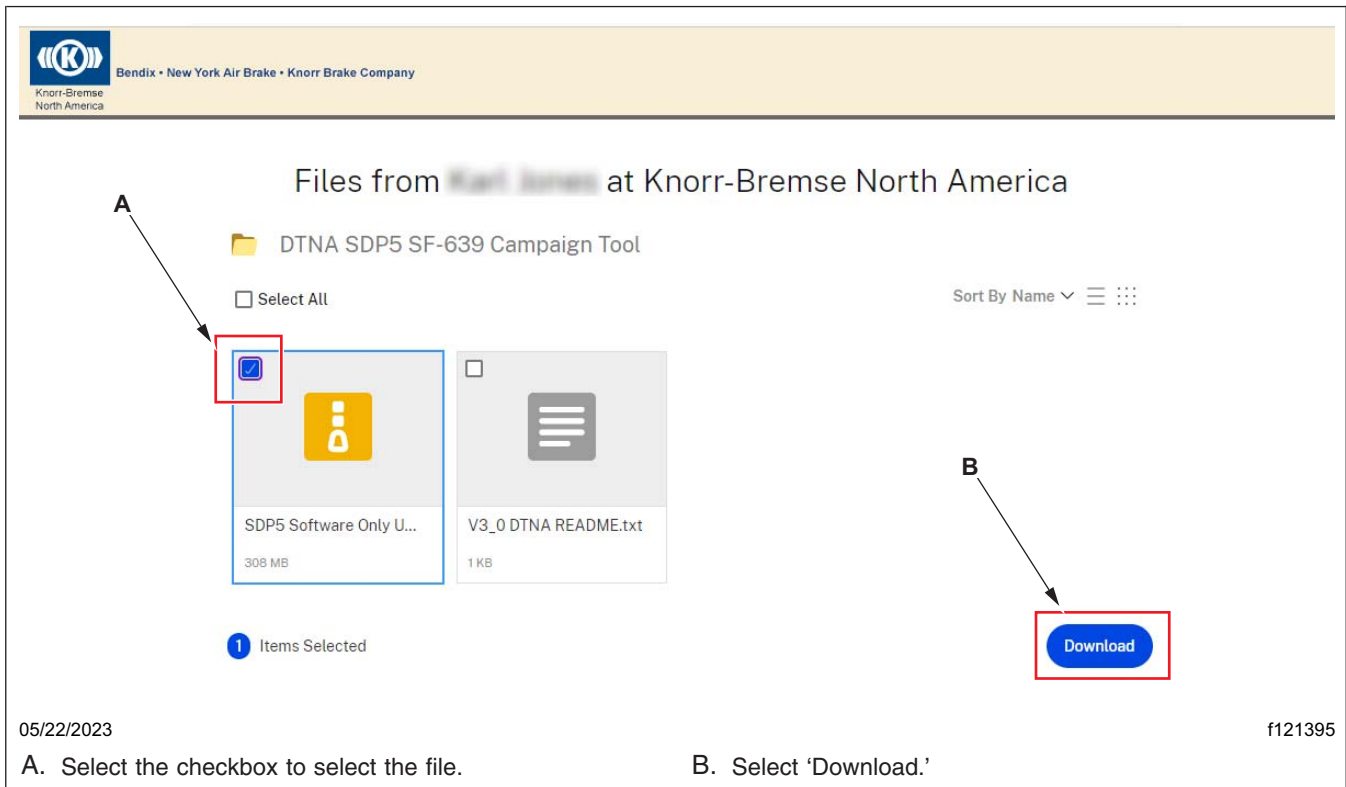 Knorr-Bremse
North America
Bendix • New York Air Brake • Knorr Brake Company
Files from at Knorr-Bremse North America
A
DTNA SDP5 SF-639 Campaign Tool
Select All
Sort By Name
SDP5 Software Only U...
308 MB
V3_0 DTNA README.txt
1 KB
B
1 Items Selected
Download
05/22/2023
f121395
A. Select the checkbox to select the file.
B. Select ‘Download.’